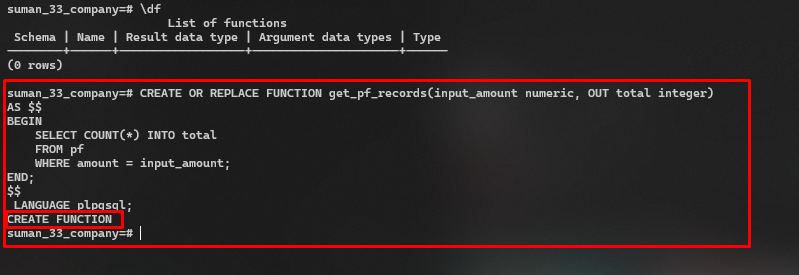 suman_33_company=# \df
List of functions
Schema | Name | Result data type | Argument data types | Type
--------+------+------------------+---------------------+------
(0 rows)
suman_33_company=# CREATE OR REPLACE FUNCTION get_pf_records(input_amount numeric, OUT total integer)
AS $$
BEGIN
    SELECT COUNT(*) INTO total
    FROM pf
    WHERE amount = input_amount;
END;
$$
 LANGUAGE plpgsql;
CREATE FUNCTION
suman_33_company=#